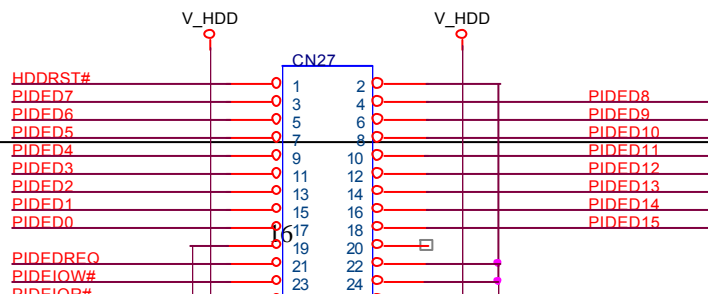 V_HDD V_HDD
CN27
HDDRST# 1 2
PIDED7 3 4 PIDED8
PIDED6 5 6 PIDED9
PIDED5 7 8 PIDED10
PIDED4 9 10 PIDED11
PIDED3 11 12 PIDED12
PIDED2 13 14 PIDED13
PIDED1 15 16 PIDED14
PIDED0 17 18 PIDED15
16
19 20
PIDEDREQ 21 22
PIDEIOW# 23 24
PIDEIOR#